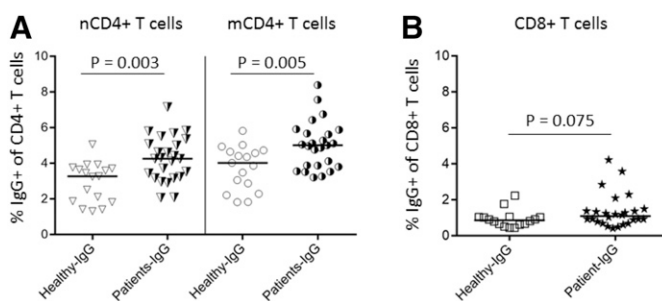 A
nCD4+ T cells
mCD4+ T cells
P = 0.003
P = 0.005
% IgG+ of CD4+ T cells
10
8
6
4
2
0
Healthy-IgG
Patients-IgG
Healthy-IgG
Patients-IgG
B
CD8+ T cells
P = 0.075
% IgG+ of CD8+ T cells
10
8
6
4
2
0
Healthy-IgG
Patient-IgG